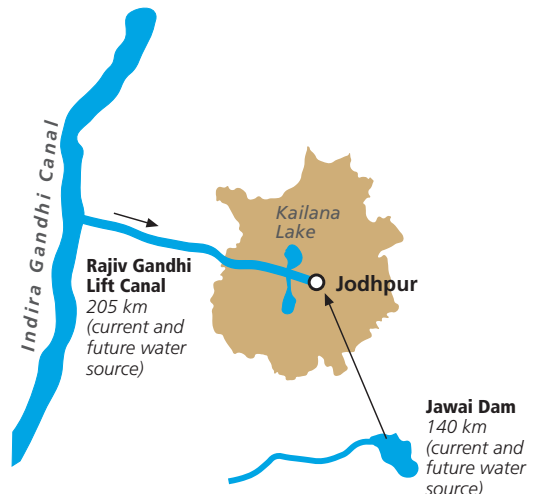 Indira Gandhi Canal
Kailana
Lake
Jodhpur
Rajiv Gandhi
Lift Canal
205 km
(current and
future water
source)
Jawai Dam
140 km
(current and
future water
source)